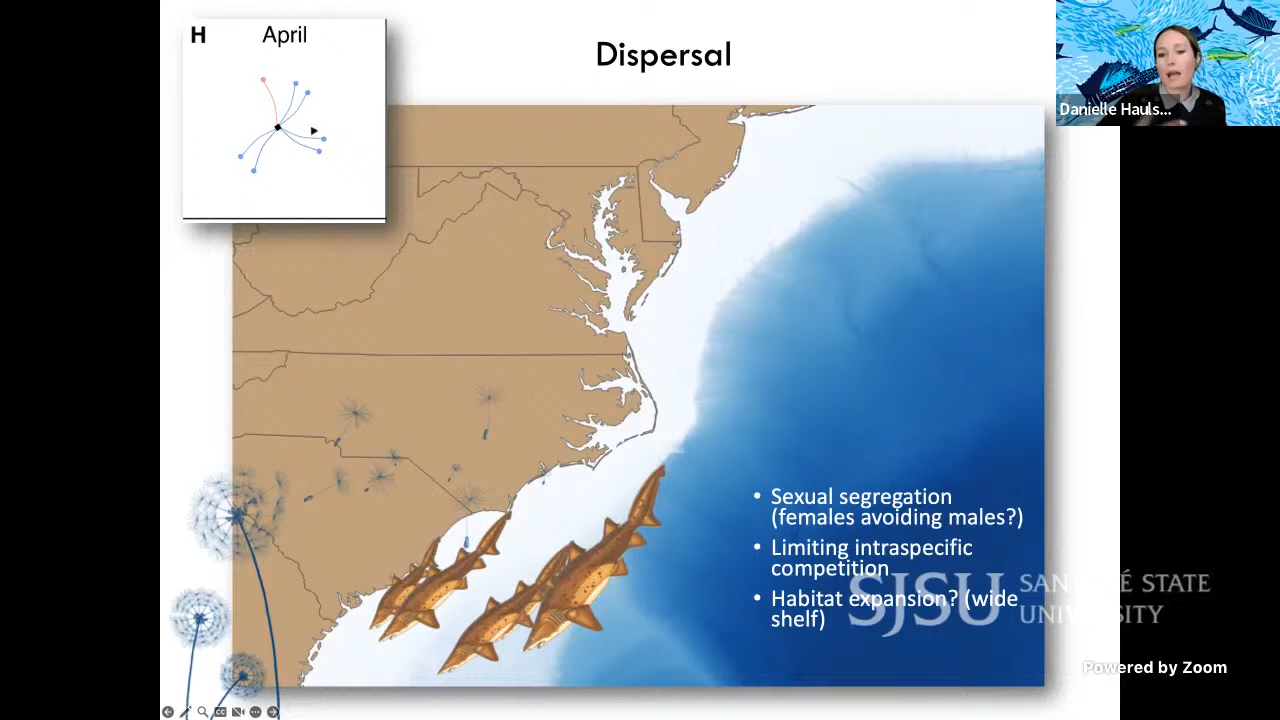 H April
Dispersal
Danielle Hauls...
• Sexual segregation
(females avoiding males?)
• Limiting intraspecific
competition
• Habitat expansion? (wide
shelf)
SJSU
STATE
Powered by Zoom